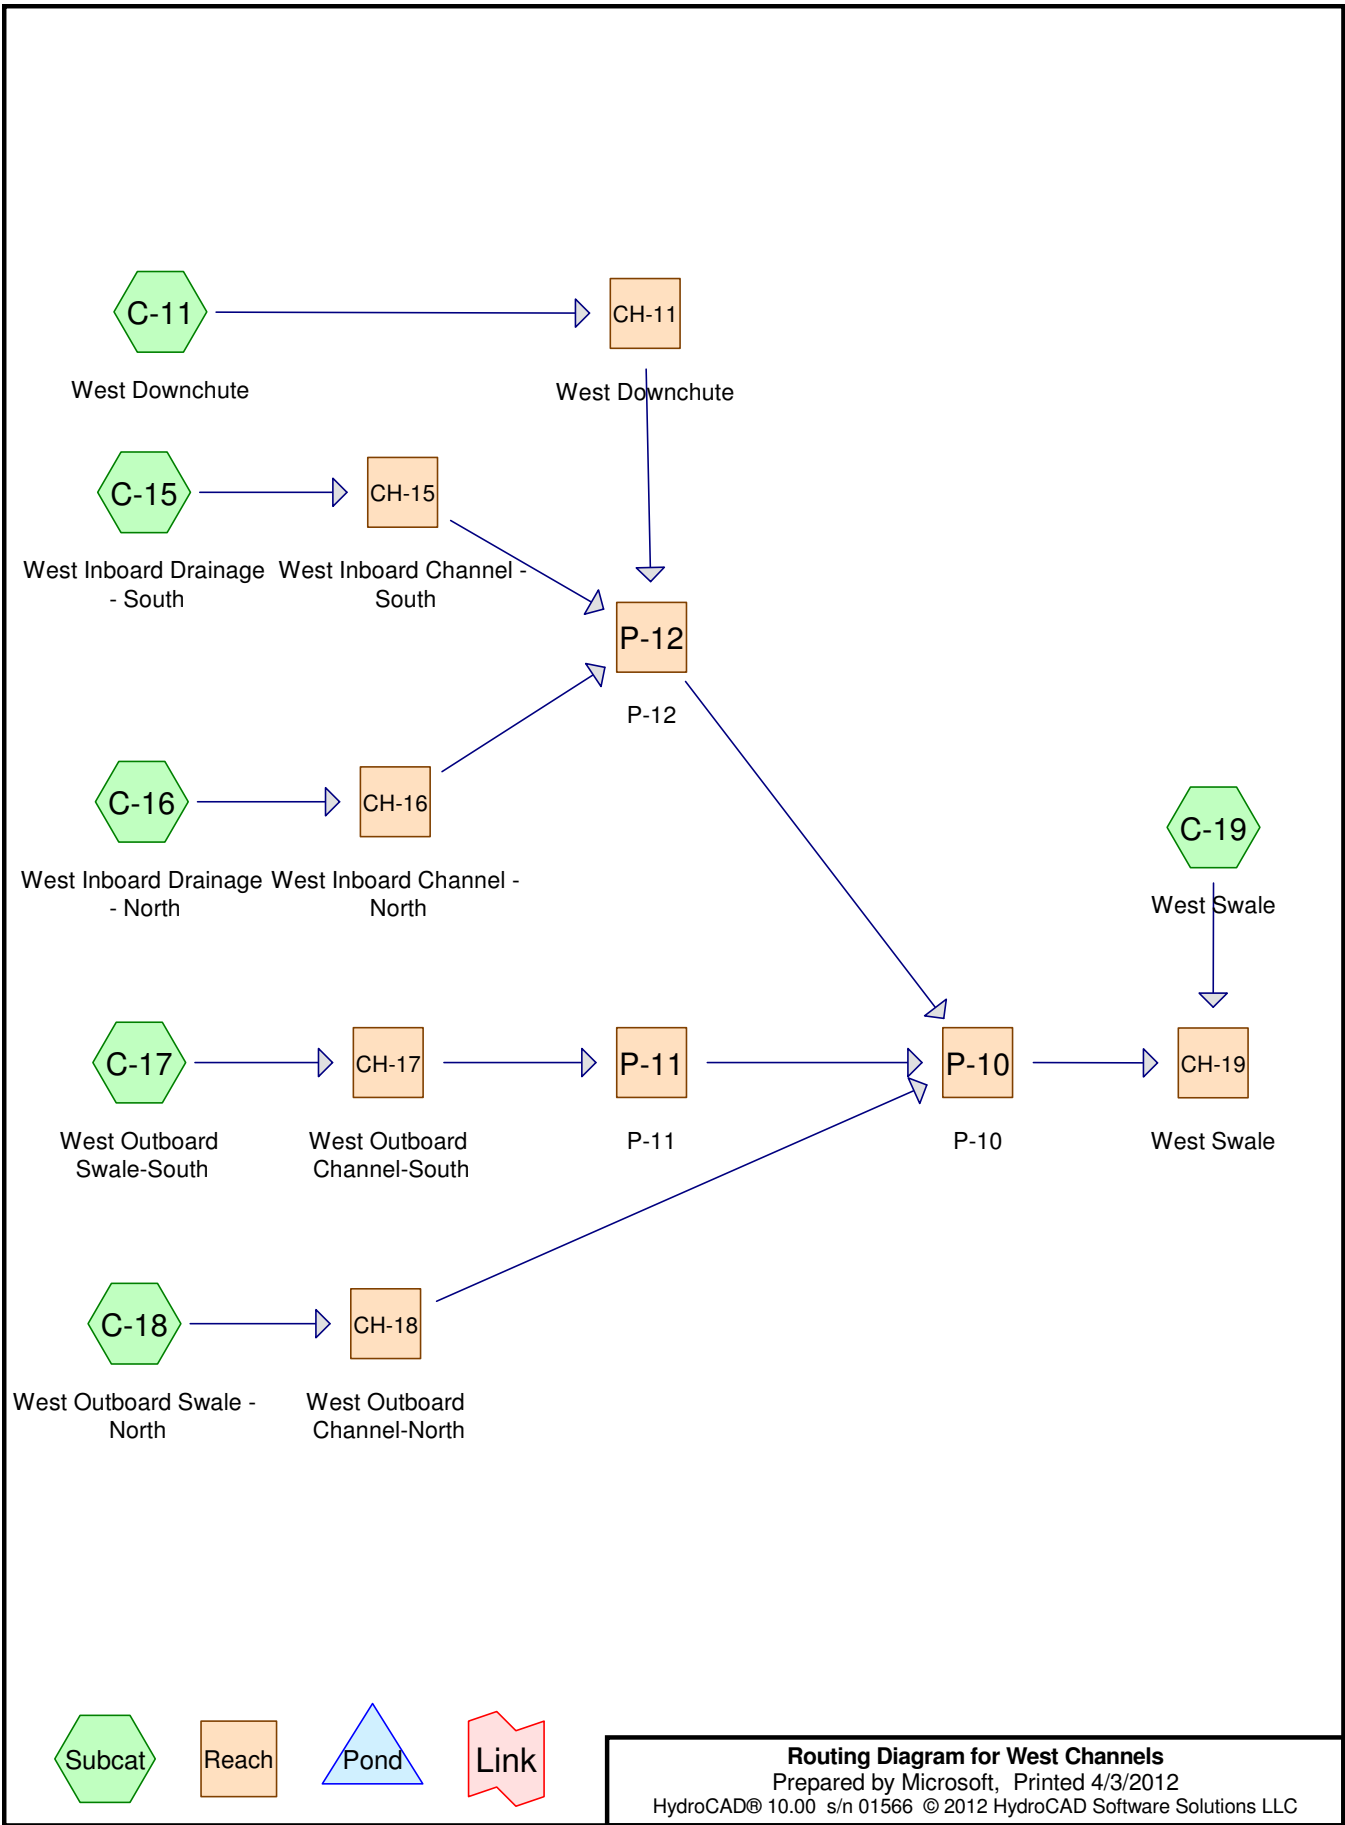 C-11
CH-11
West Downchute
West Downchute
C-15
CH-15
West Inboard Drainage
- South
West Inboard Channel -
South
P-12
P-12
C-16
CH-16
West Inboard Drainage
- North
West Inboard Channel -
North
C-19
West Swale
C-17
CH-17
P-11
P-10
CH-19
West Outboard
Swale-South
West Outboard
Channel-South
P-11
P-10
West Swale
C-18
CH-18
West Outboard Swale -
North
West Outboard
Channel-North
Subcat
Reach
Pond
Link
Routing Diagram for West Channels
Prepared by Microsoft, Printed 4/3/2012
HydroCAD® 10.00 s/n 01566 © 2012 HydroCAD Software Solutions LLC